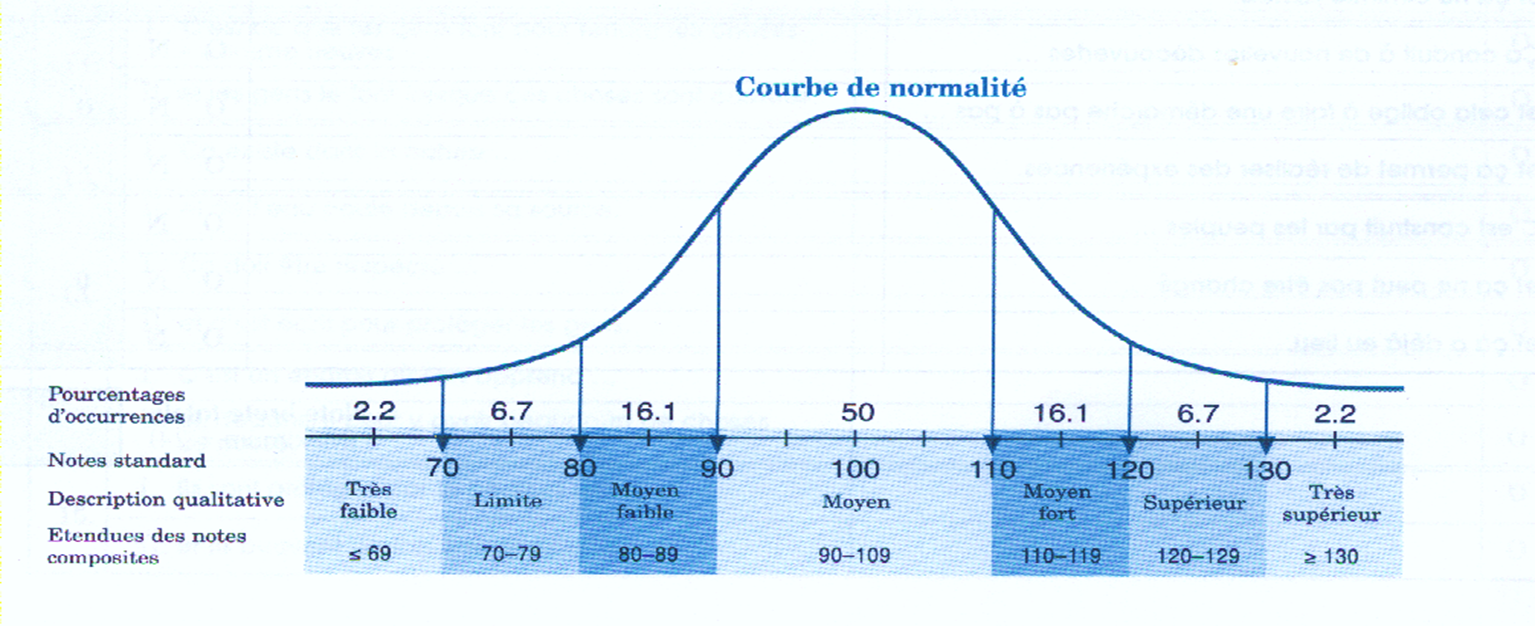 Courbe de normalité
Pourcentages
d'occurrences
2.2 6.7 16.1 50 16.1 6.7 2.2
Notes standard
70 80 90 100 110 120 130
Description qualitative
Très
faible
Limite
Moyen
faible
Moyen
Moyen
fort
Supérieur
Très
supérieur
Etendues des notes
composites
≤ 69 70–79 80–89 90–109 110–119 120–129 ≥ 130